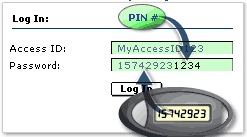 Log In:
PIN #
Access ID: MyAccessID123
Password: 157429231234
Log In
15742923